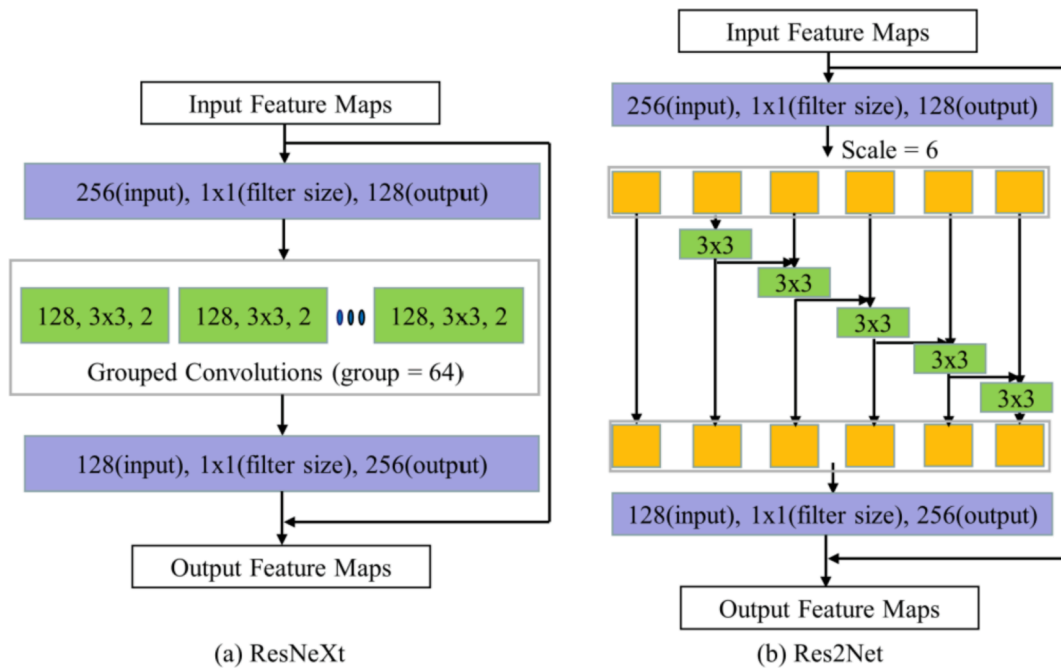 Input Feature Maps
256(input), 1x1(filter size), 128(output)
128, 3x3, 2
128, 3x3, 2
128, 3x3, 2
Grouped Convolutions (group = 64)
128(input), 1x1(filter size), 256(output)
Output Feature Maps
(a) ResNeXt
Input Feature Maps
256(input), 1x1(filter size), 128(output)
Scale = 6
3x3
3x3
3x3
3x3
3x3
128(input), 1x1(filter size), 256(output)
Output Feature Maps
(b) Res2Net